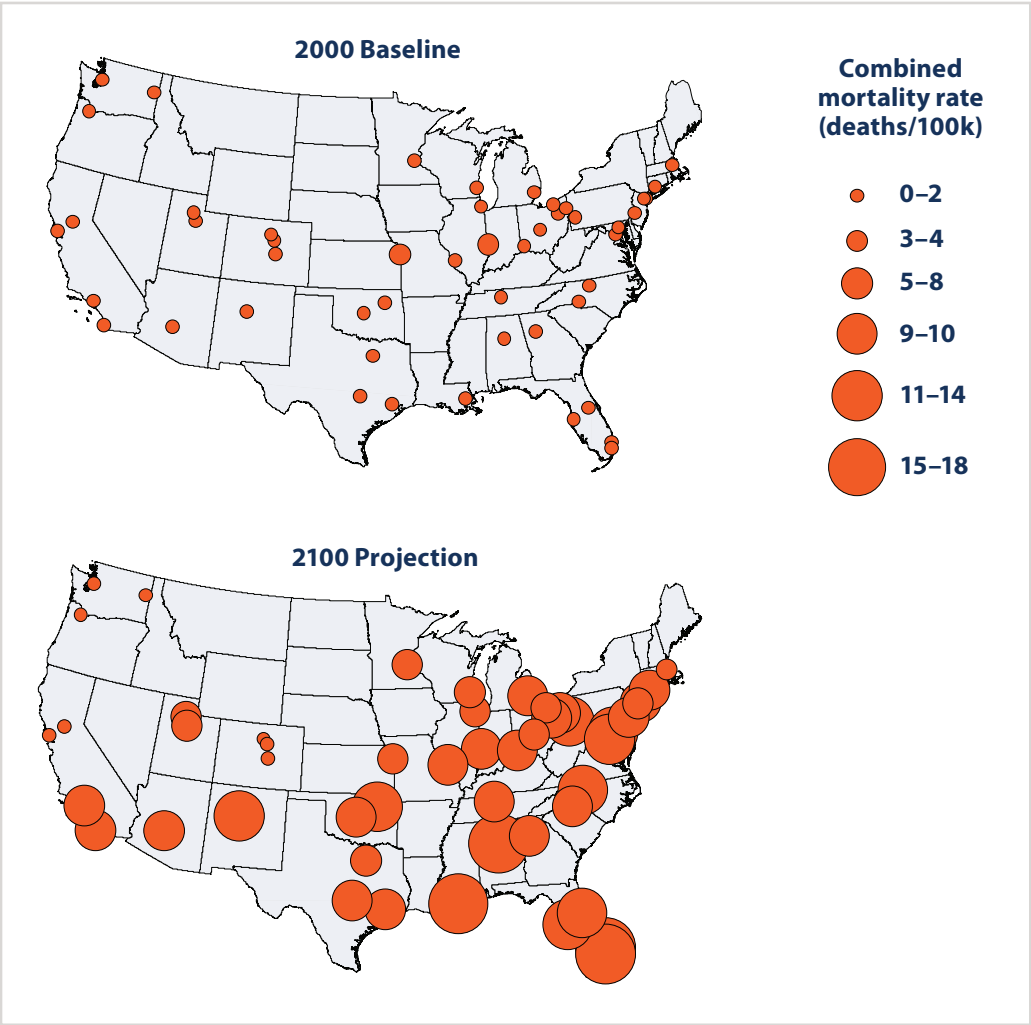 2000 Baseline
Combined
mortality rate
(deaths/100k)
0–2
3–4
5–8
9–10
11–14
15–18
2100 Projection